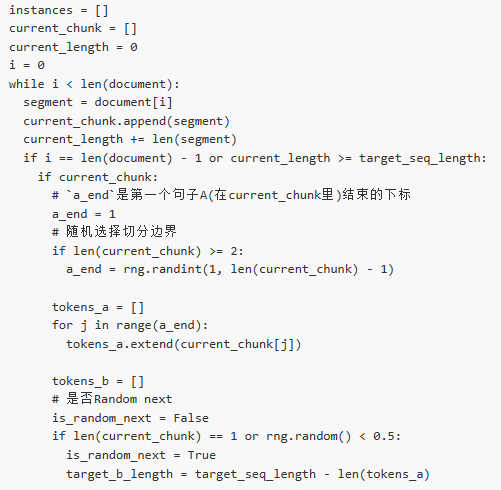 instances = []
current_chunk = []
current_length = 0
i = 0
while i < len(document):
  segment = document[i]
  current_chunk.append(segment)
  current_length += len(segment)
  if i == len(document) - 1 or current_length >= target_seq_length:
    if current_chunk:
      # `a_end`是第一个句子A(在current_chunk里)结束的下标
      a_end = 1
      # 随机选择切分边界
      if len(current_chunk) >= 2:
        a_end = rng.randint(1, len(current_chunk) - 1)

      tokens_a = []
      for j in range(a_end):
        tokens_a.extend(current_chunk[j])

      tokens_b = []
      # 是否Random next
      is_random_next = False
      if len(current_chunk) == 1 or rng.random() < 0.5:
        is_random_next = True
        target_b_length = target_seq_length - len(tokens_a)